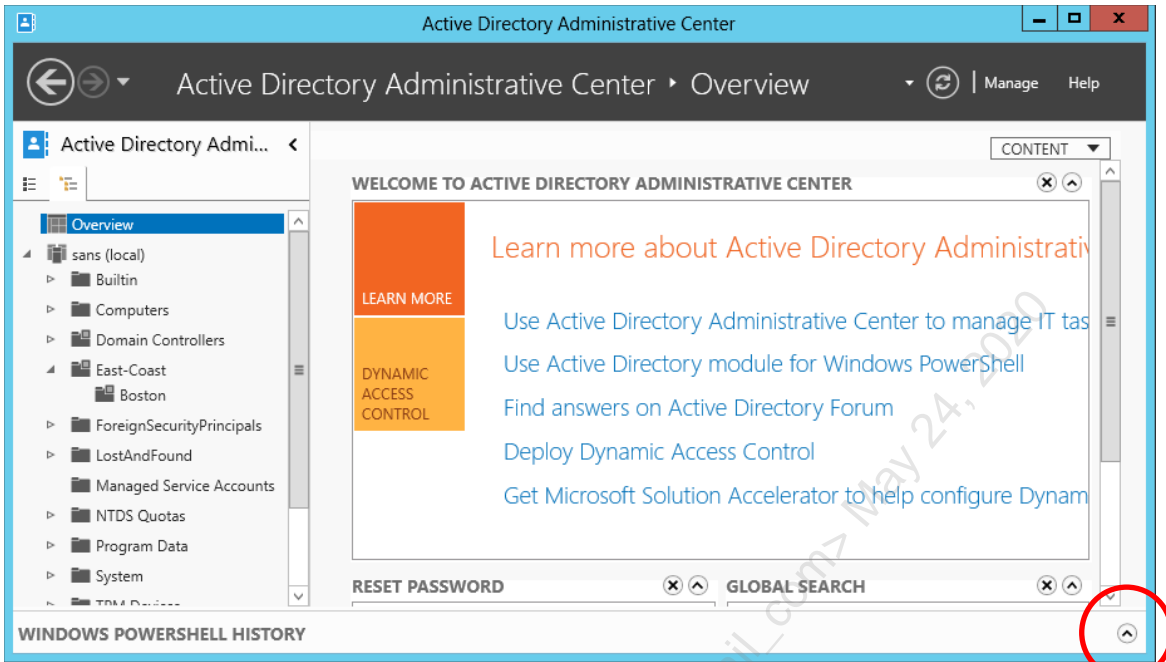 Active Directory Administrative Center
Active Directory Administrative Center ‣ Overview
Manage
Help
Active Directory Admi...
CONTENT
Overview
sans (local)
Builtin
Computers
Domain Controllers
East-Coast
Boston
ForeignSecurityPrincipals
LostAndFound
Managed Service Accounts
NTDS Quotas
Program Data
System
WELCOME TO ACTIVE DIRECTORY ADMINISTRATIVE CENTER
LEARN MORE
DYNAMIC
ACCESS
CONTROL
Learn more about Active Directory Administrativ
Use Active Directory Administrative Center to manage IT tas
Use Active Directory module for Windows PowerShell
Find answers on Active Directory Forum
Deploy Dynamic Access Control
Get Microsoft Solution Accelerator to help configure Dynam
RESET PASSWORD
GLOBAL SEARCH
WINDOWS POWERSHELL HISTORY
il_com> May 24, 2020